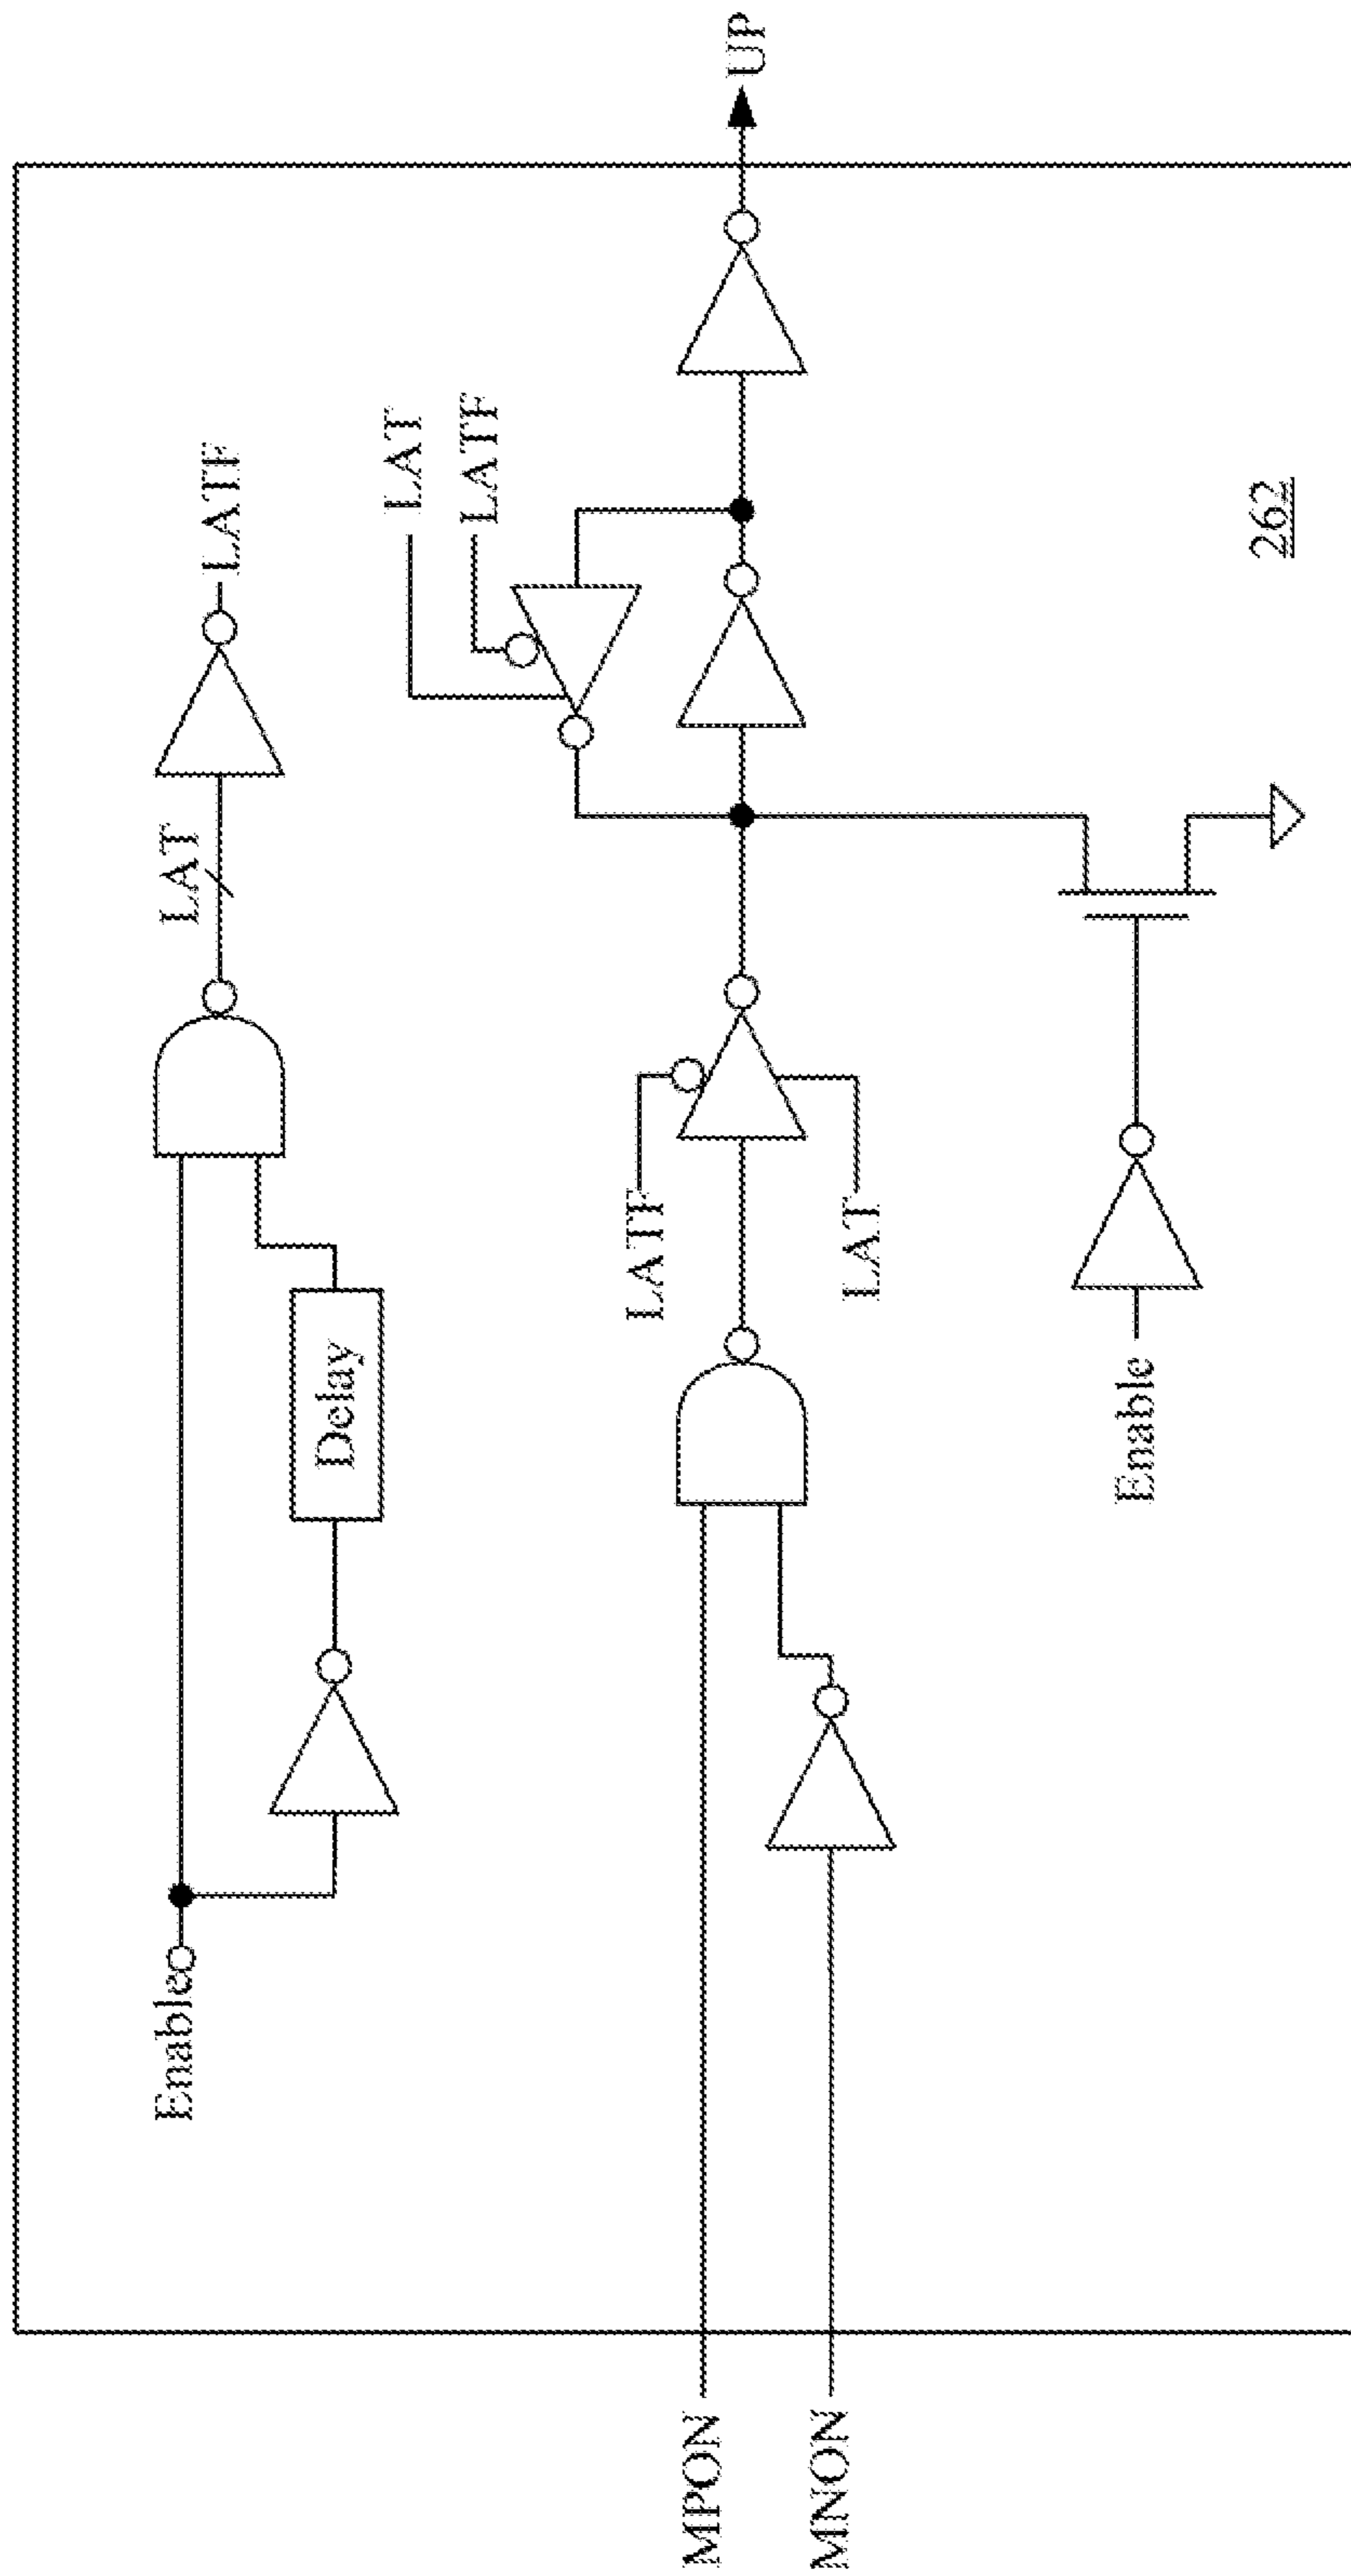 Enable
Delay
LAT
LATF
LAT
LATF
MPON
MNON
LATF
LAT
UP
Enable
262